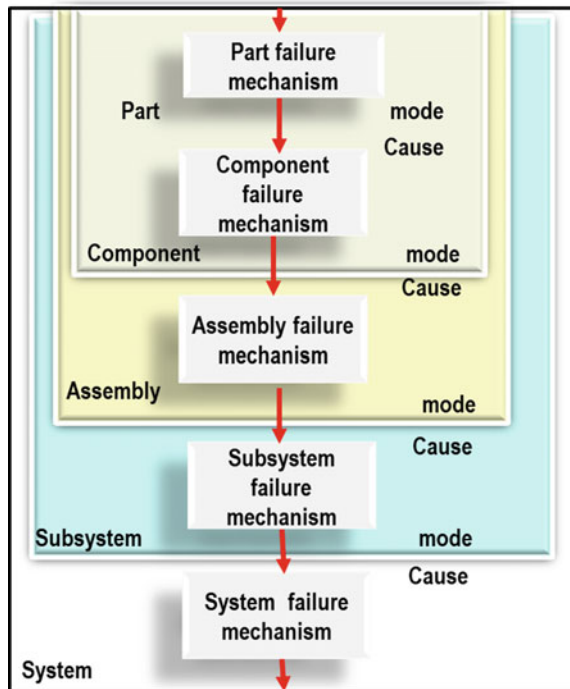 Part failure
mechanism
Part
mode
Cause
Component
failure
mechanism
Component
mode
Cause
Assembly failure
mechanism
Assembly
mode
Cause
Subsystem
failure
mechanism
Subsystem
mode
Cause
System failure
mechanism
System